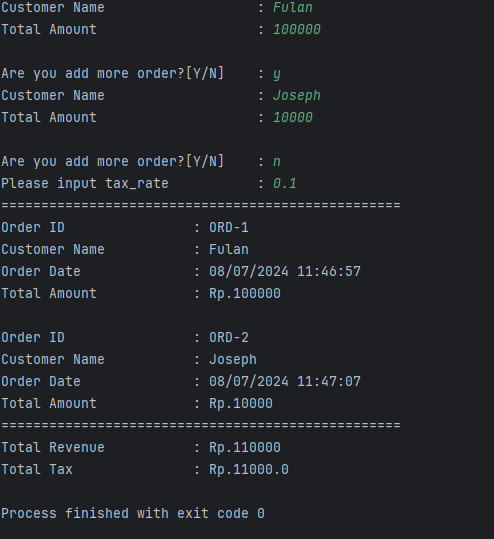 Customer Name : Fulan
Total Amount : 100000
Are you add more order?[Y/N] : y
Customer Name : Joseph
Total Amount : 10000
Are you add more order?[Y/N] : n
Please input tax_rate : 0.1
==================================================
Order ID : ORD-1
Customer Name : Fulan
Order Date : 08/07/2024 11:46:57
Total Amount : Rp.100000
Order ID : ORD-2
Customer Name : Joseph
Order Date : 08/07/2024 11:47:07
Total Amount : Rp.10000
==================================================
Total Revenue : Rp.110000
Total Tax : Rp.11000.0
Process finished with exit code 0